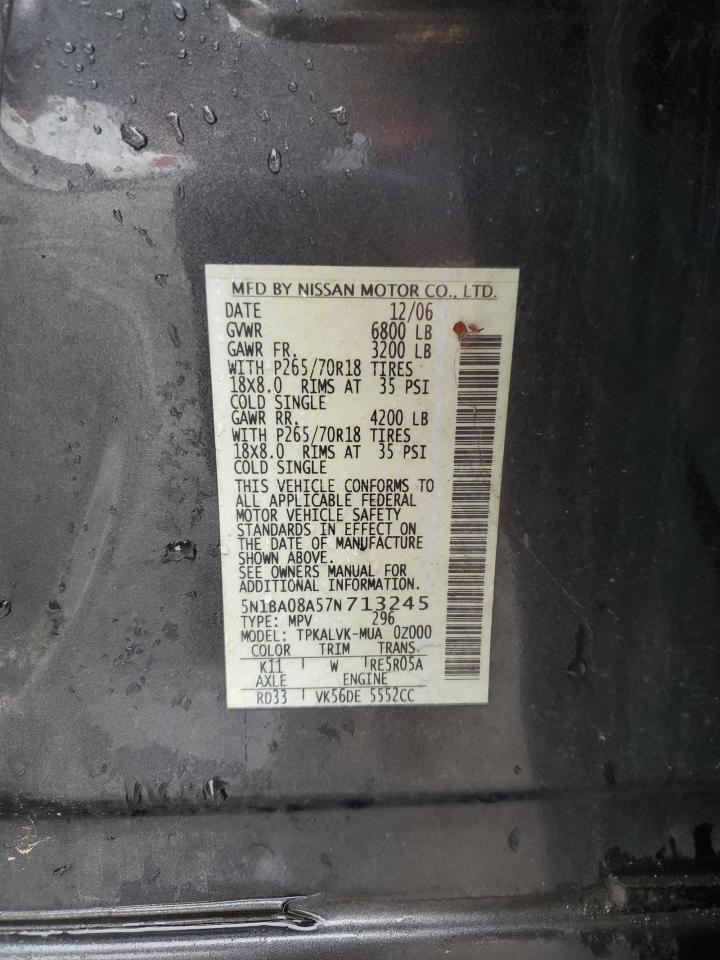 MFD BY NISSAN MOTOR CO., LTD.
DATE 12/06
GVWR 6800 LB
GAWR FR. 3200 LB
WITH P265/70R18 TIRES
18X8.0 RIMS AT 35 PSI
COLD SINGLE
GAWR RR. 4200 LB
WITH P265/70R18 TIRES
18X8.0 RIMS AT 35 PSI
COLD SINGLE
THIS VEHICLE CONFORMS TO
ALL APPLICABLE FEDERAL
MOTOR VEHICLE SAFETY
STANDARDS IN EFFECT ON
THE DATE OF MANUFACTURE
SHOWN ABOVE.
SEE OWNERS MANUAL FOR
ADDITIONAL INFORMATION.
5N1BA08A57N713245
TYPE: MPV 296
MODEL: TPKALVK-MUA 0Z000
COLOR TRIM TRANS
K11 W RE5R05A
AXLE ENGINE
RD33 VK56DE 5552CC